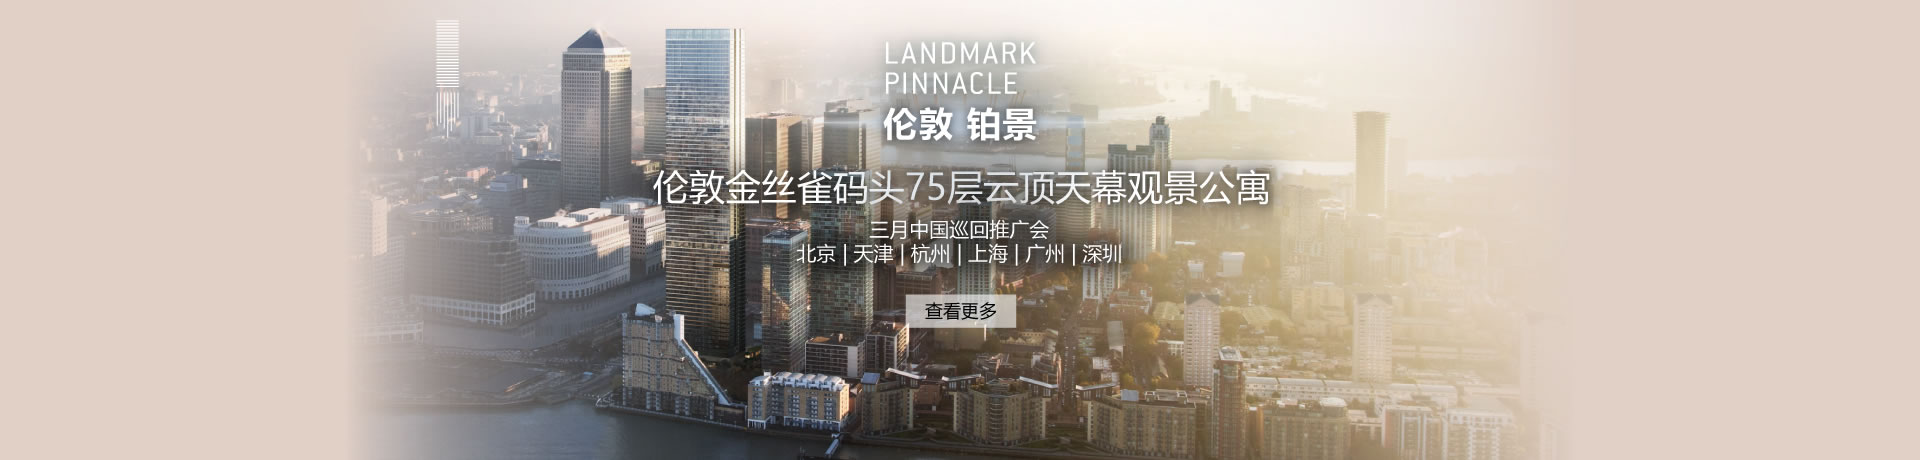 LANDMARK
PINNACLE
伦敦 铂景
伦敦金丝雀码头75层云顶天幕观景公寓
三月中国巡回推广会
北京 | 天津 | 杭州 | 上海 | 广州 | 深圳
查看更多